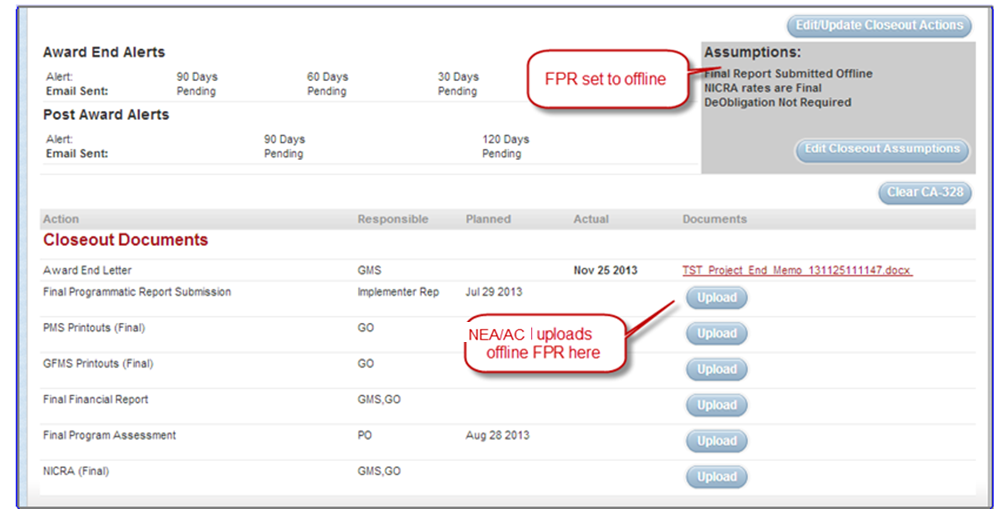 Edit/Update Closeout Actions
Award End Alerts
Assumptions:
Alert: 90 Days 60 Days 30 Days
Email Sent: Pending Pending Pending
FPR set to offline
Final Report Submitted Offline
NICRA rates are Final
DeObligation Not Required
Post Award Alerts
Alert: 90 Days 120 Days
Email Sent: Pending Pending
Edit Closeout Assumptions
Clear CA-328
Action Responsible Planned Actual Documents
Closeout Documents
Award End Letter GMS Nov 25 2013 TST_Project_End_Memo_131125111147.docx
Final Programmatic Report Submission Implementer Rep Jul 29 2013 Upload
PMS Printouts (Final) GO Upload
NEA/AC uploads
offline FPR here
GFMS Printouts (Final) GO Upload
Final Financial Report GMS,GO Upload
Final Program Assessment PO Aug 28 2013 Upload
NICRA (Final) GMS,GO Upload